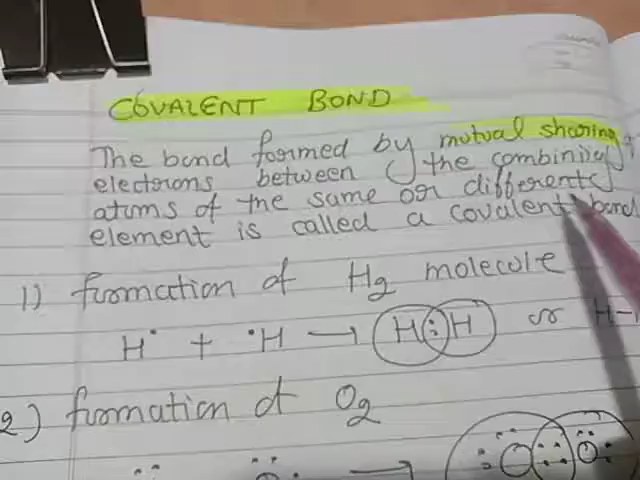 COVALENT BOND
The bond formed by mutual sharing
electrons between the combining
atoms of the same or different
element is called a covalent bond
1) formation of H2 molecule
H• + •H → H:H or H-
2) formation of O2
O O